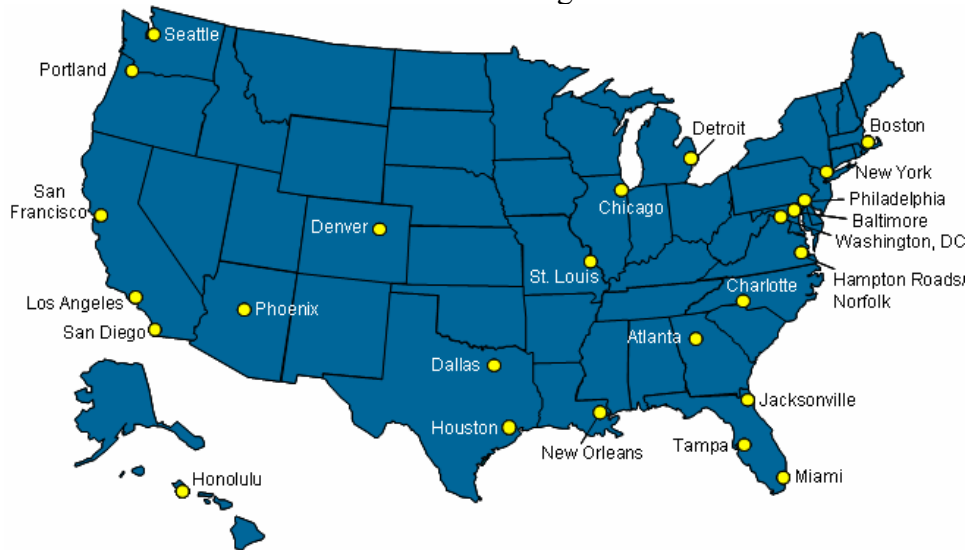 Seattle
Portland
Detroit
Boston
New York
San
Francisco
Chicago
Philadelphia
Baltimore
Denver
Washington, DC
St. Louis
Hampton Roads/
Norfolk
Charlotte
Los Angeles
Phoenix
San Diego
Atlanta
Dallas
Jacksonville
Houston
New Orleans
Tampa
Miami
Honolulu